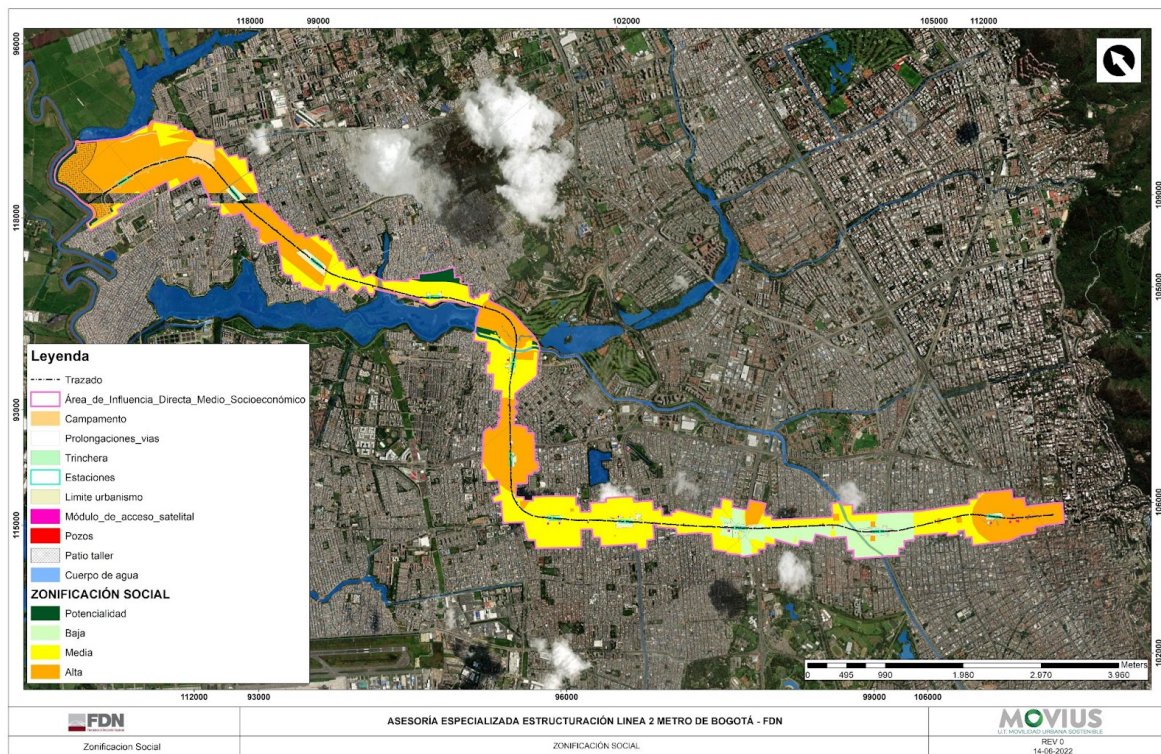 118000
99000
102000
105000
112000
96000
109000
118000
105000
Leyenda
Trazado
Área_de_Influencia_Directa_Medio_Socioeconómico
Campamento
Prolongaciones_vias
Trinchera
Estaciones
Limite urbanismo
Módulo_de_acceso_satelital
Pozos
Patio taller
Cuerpo de agua
ZONIFICACIÓN SOCIAL
Potencialidad
Baja
Media
Alta
93000
115000
106000
102000
Meters
0 495 990 1.980 2.970 3.960
112000
93000
96000
99000
106000
FDN
Zonificacion Social
ASESORÍA ESPECIALIZADA ESTRUCTURACIÓN LINEA 2 METRO DE BOGOTÁ - FDN
ZONIFICACIÓN SOCIAL
MOVIUS
U.T. MOVILIDAD URBANA SOSTENIBLE
REV 0
14-06-2022